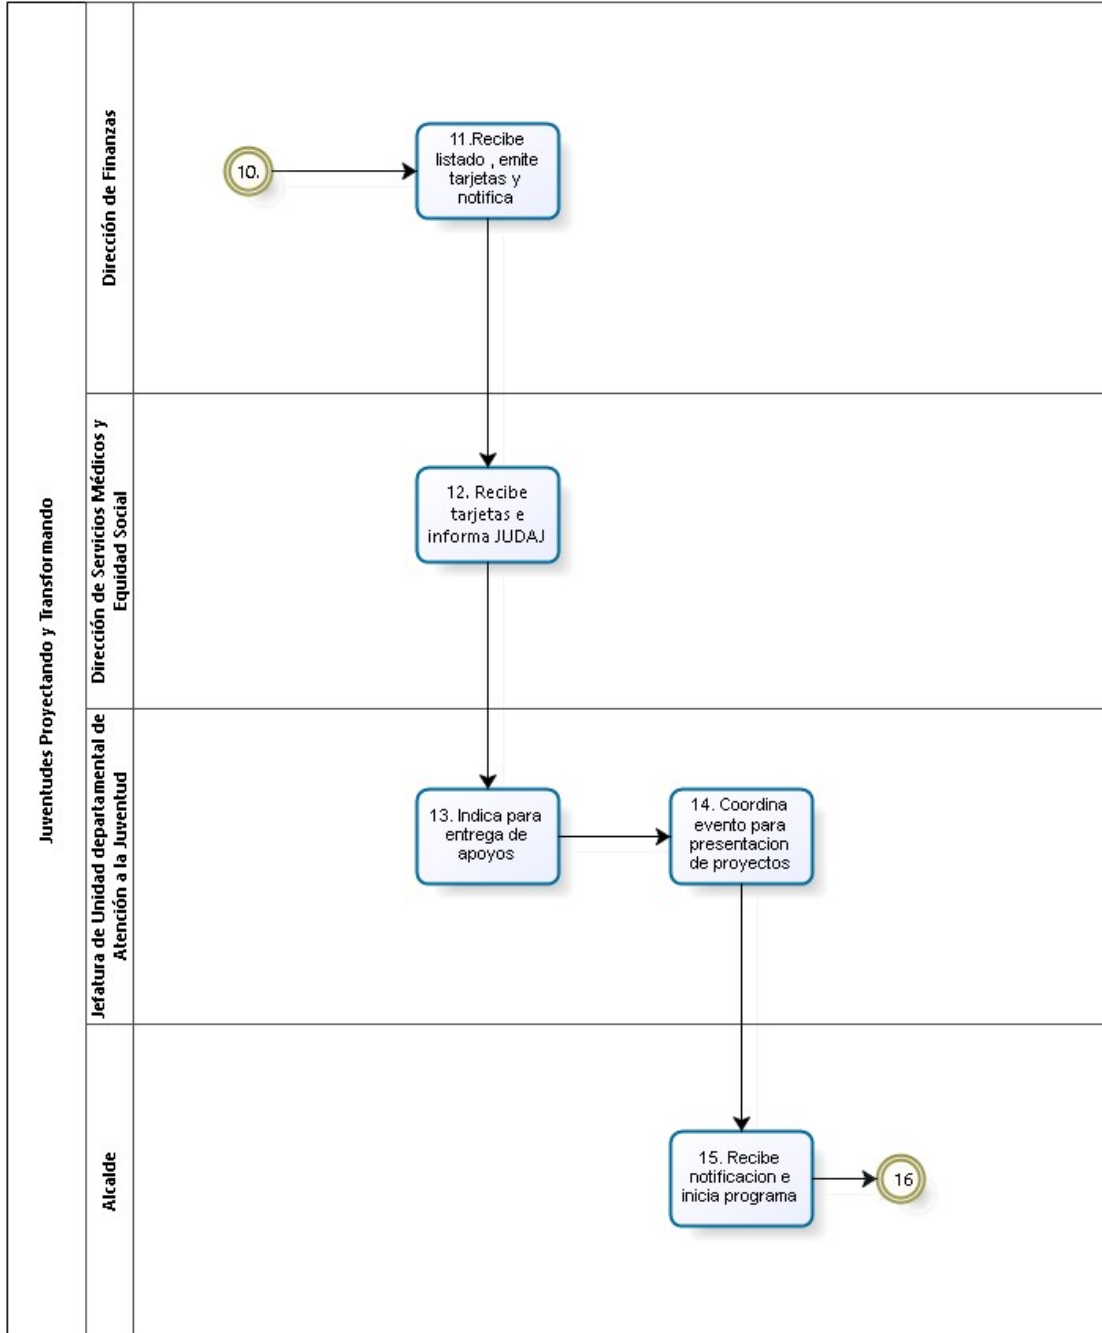 Juventudes Proyectando y Transformando
Dirección de Finanzas
10.
11.Recibe
listado , emite
tarjetas y
notifica
Dirección de Servicios Médicos y
Equidad Social
12. Recibe
tarjetas e
informa JUDAJ
Jefatura de Unidad departamental de
Atención a la Juventud
13. Indica para
entrega de
apoyos
14. Coordina
evento para
presentacion
de proyectos
Alcalde
15. Recibe
notificacion e
inicia programa
16